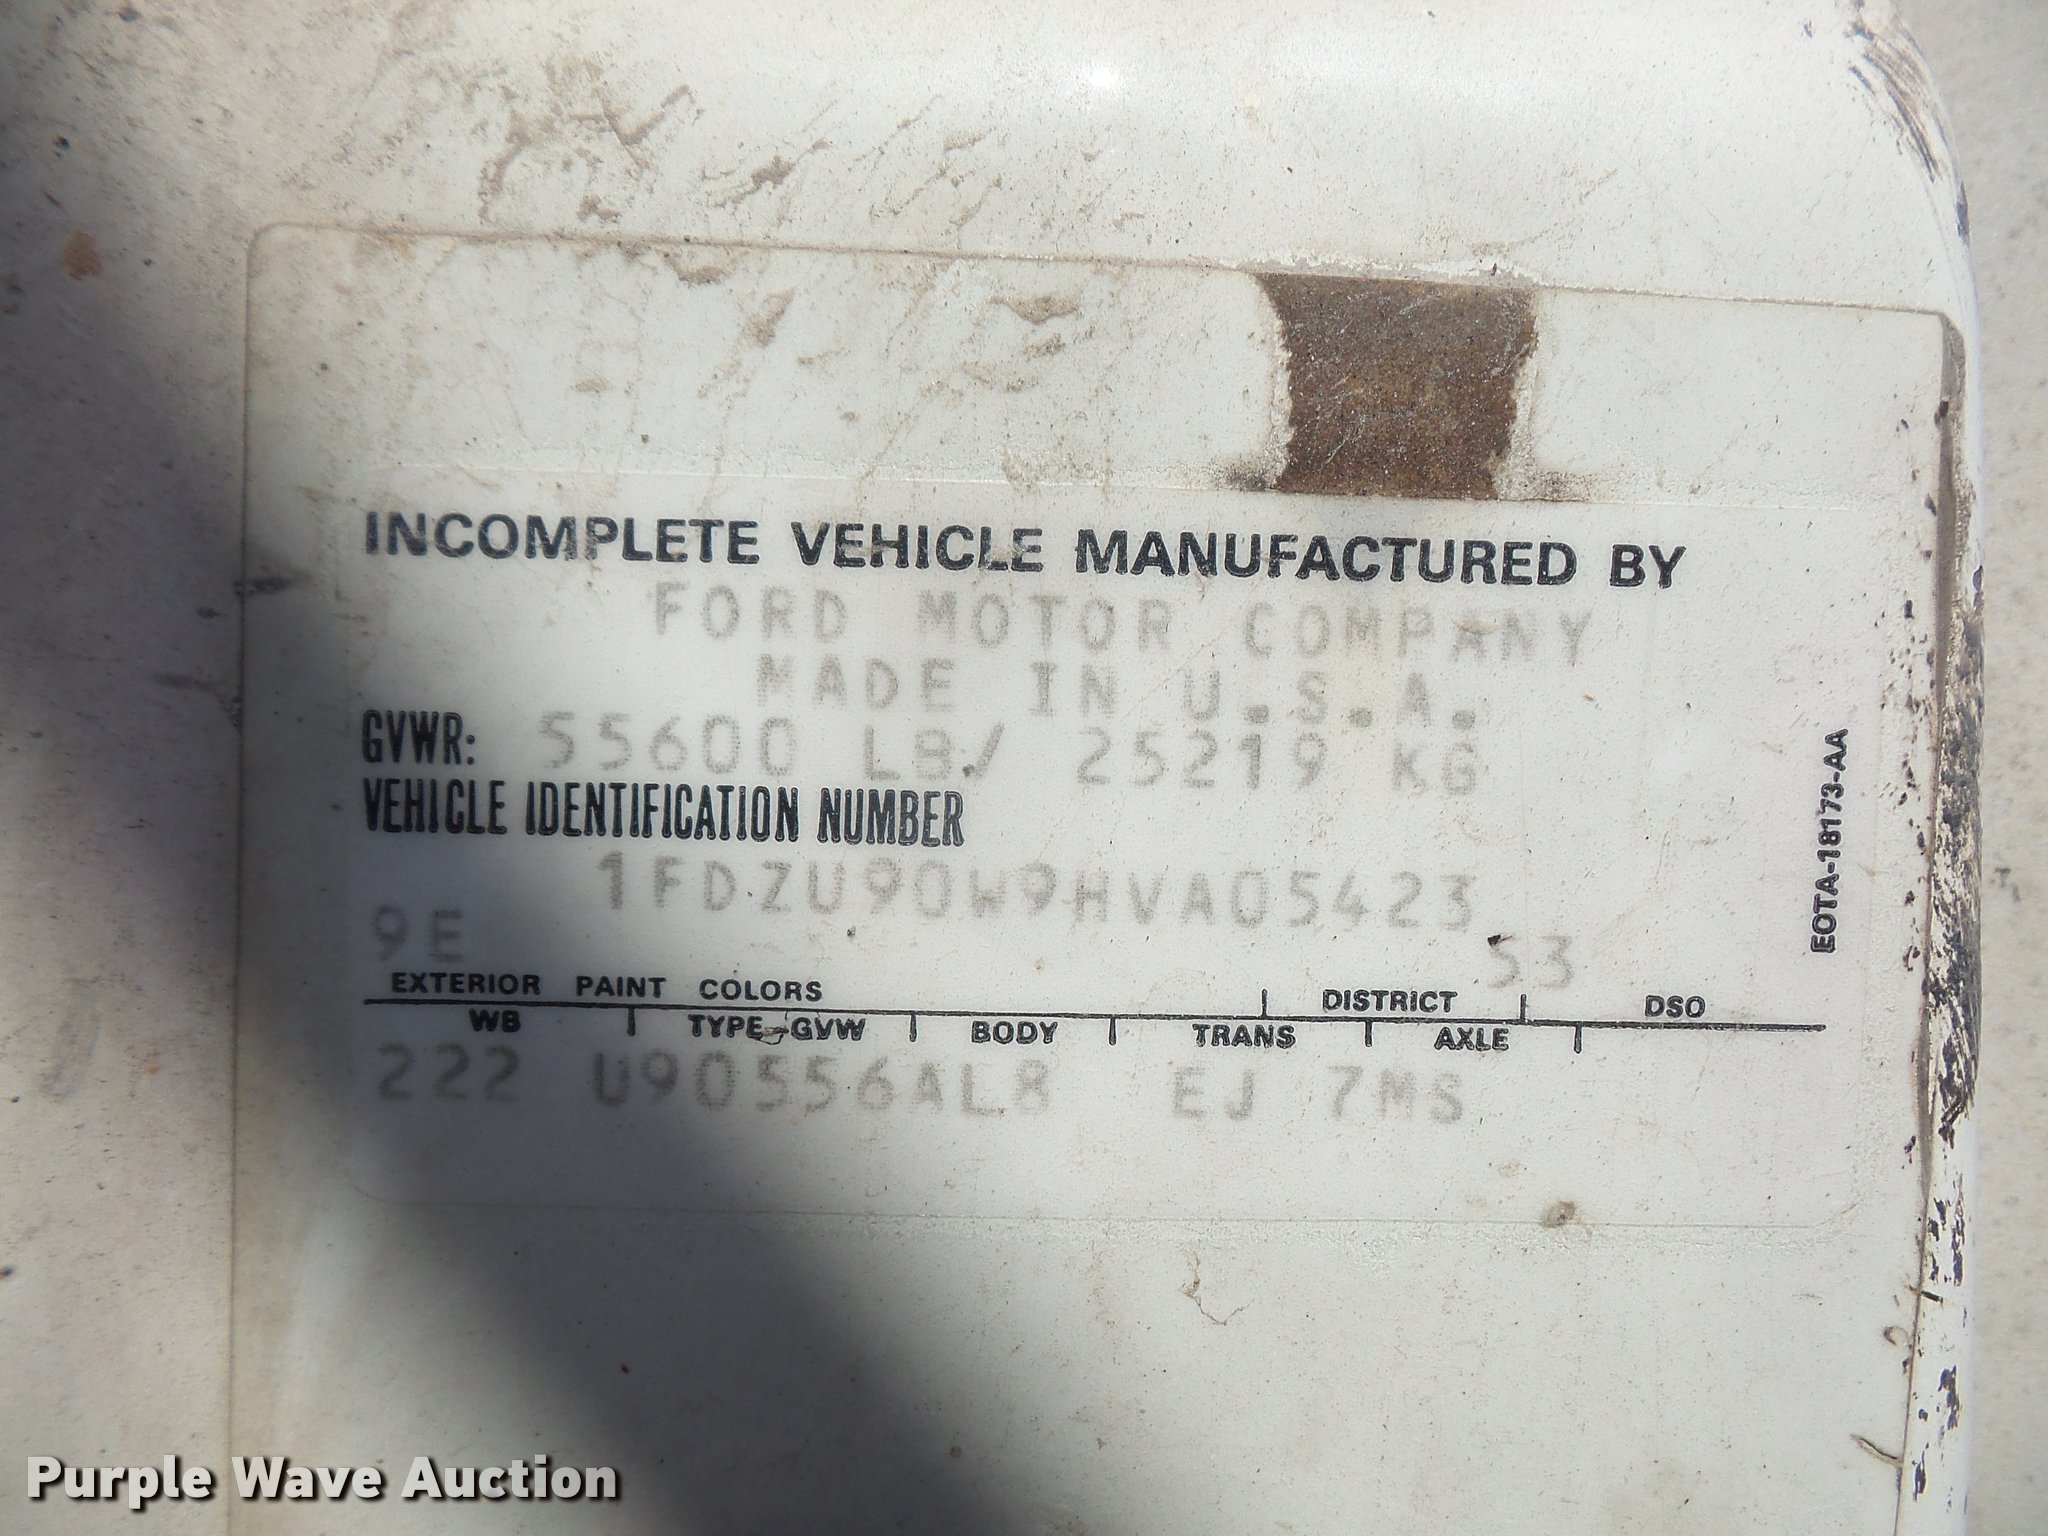 INCOMPLETE VEHICLE MANUFACTURED BY
FORD MOTOR COMPANY
MADE IN U.S.A.
GVWR: 55600 LB/ 25219 KG
VEHICLE IDENTIFICATION NUMBER
1FDZU90W9HVA05423
9E 53
EXTERIOR PAINT COLORS DISTRICT DSO
WB TYPE-GVW BODY TRANS AXLE
222 U90556AL8 EJ 7MS
EOTA-18173-AA
Purple Wave Auction